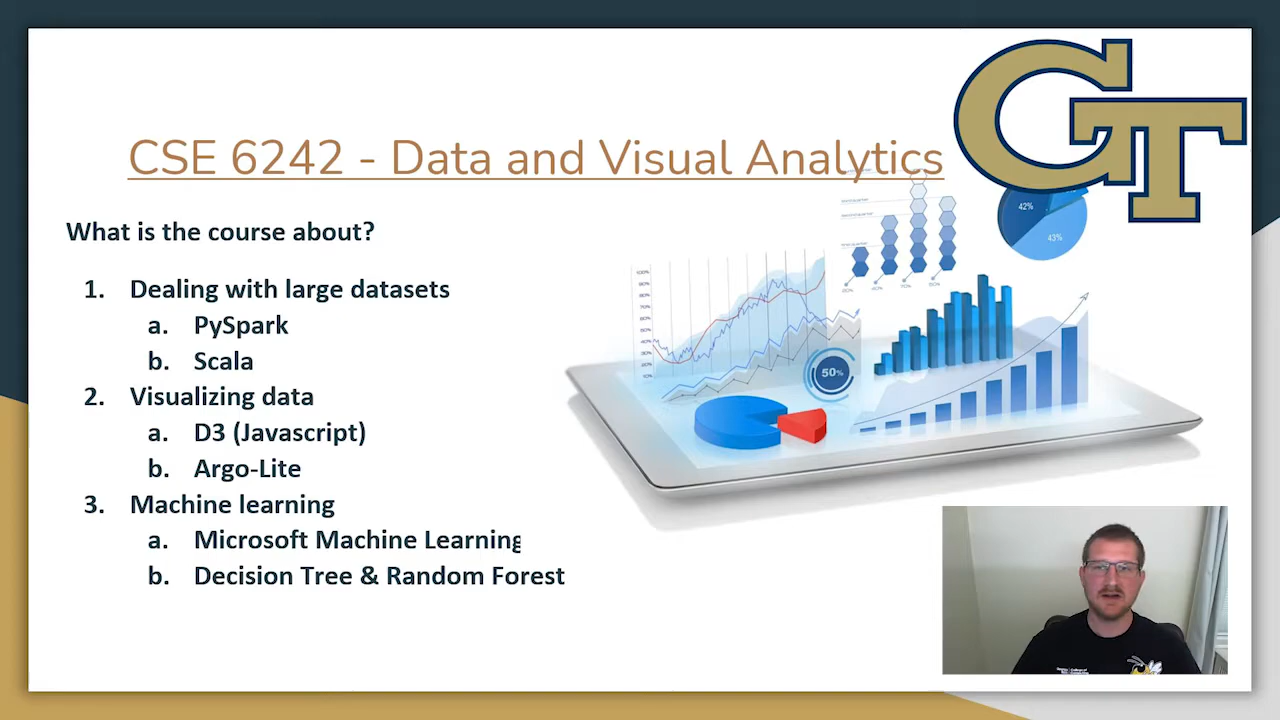 GT
CSE 6242 - Data and Visual Analytics
What is the course about?
1. Dealing with large datasets
a. PySpark
b. Scala
2. Visualizing data
a. D3 (Javascript)
b. Argo-Lite
3. Machine learning
a. Microsoft Machine Learning
b. Decision Tree & Random Forest
42%
43%
50%